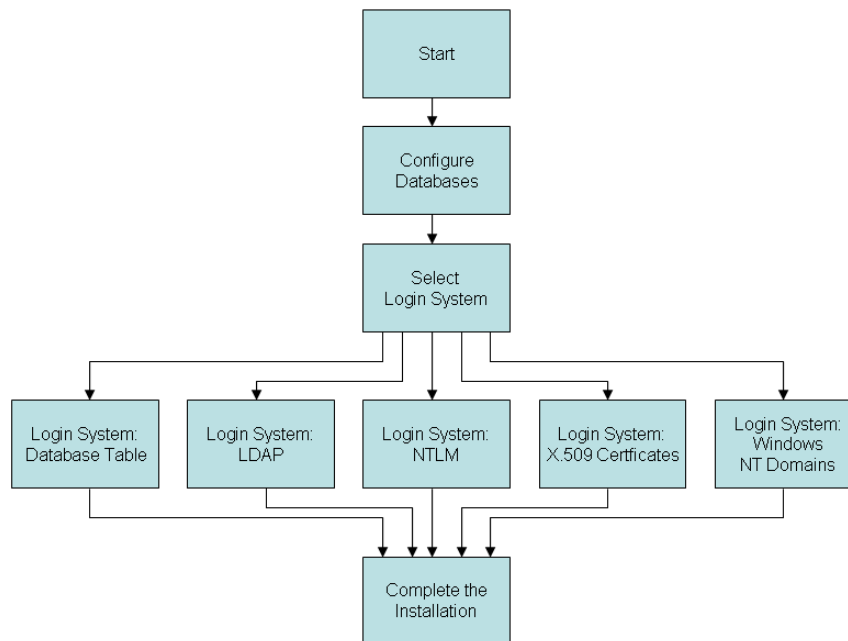 Start
Configure
Databases
Select
Login System
Login System:
Database Table
Login System:
LDAP
Login System:
NTLM
Login System:
X.509 Certficates
Login System:
Windows
NT Domains
Complete the
Installation